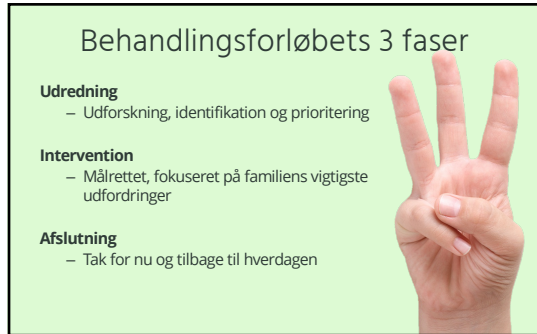 Behandlingsforløbets 3 faser
Udredning
– Udforskning, identifikation og prioritering
Intervention
– Målrettet, fokuseret på familiens vigtigste
udfordringer
Afslutning
– Tak for nu og tilbage til hverdagen